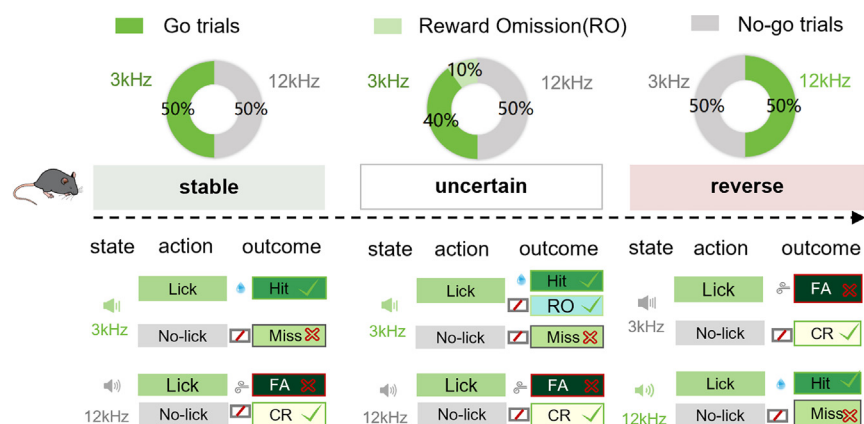 Go trials Reward Omission(RO) No-go trials
3kHz 50% 50% 12kHz
3kHz 10% 40% 50% 12kHz
3kHz 50% 50% 12kHz
stable uncertain reverse
state action outcome state action outcome state action outcome
Lick Hit
3kHz
No-lick Miss
Lick FA
12kHz
No-lick CR
Lick Hit
RO
3kHz
No-lick Miss
Lick FA
12kHz
No-lick CR
Lick FA
3kHz
No-lick CR
Lick Hit
12kHz
No-lick Miss